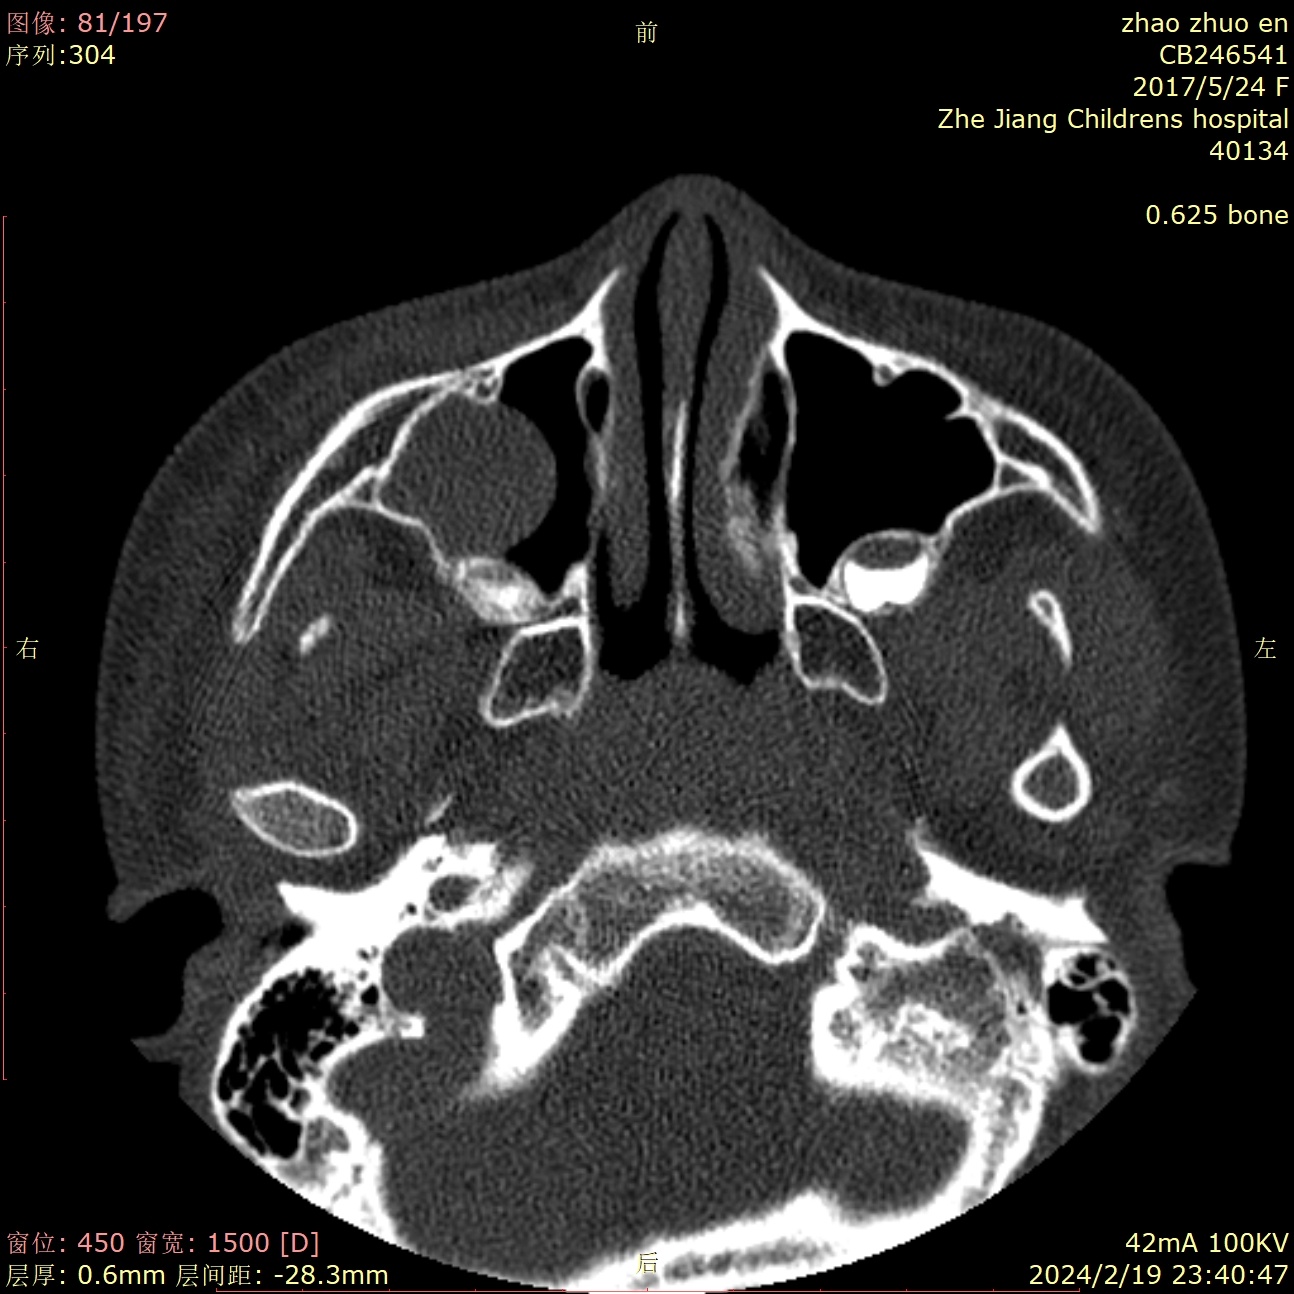 图像: 81/197
序列:304
前
zhao zhuo en
CB246541
2017/5/24 F
Zhe Jiang Childrens hospital
40134
0.625 bone
右
左
窗位: 450 窗宽: 1500 [D]
层厚: 0.6mm 层间距: -28.3mm
后
42mA 100KV
2024/2/19 23:40:47